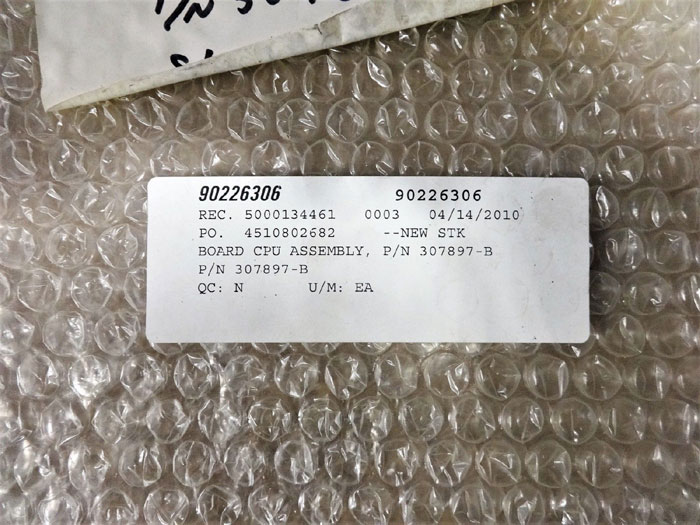 P/N
90226306 90226306
REC. 5000134461 0003 04/14/2010
PO. 4510802682 --NEW STK
BOARD CPU ASSEMBLY, P/N 307897-B
P/N 307897-B
QC: N U/M: EA